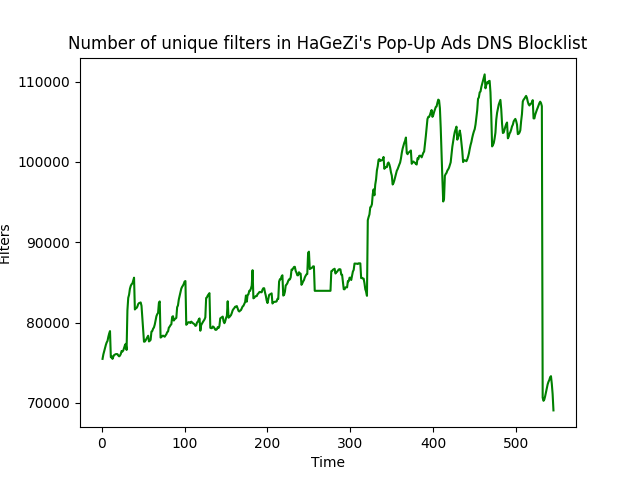 Number of unique filters in HaGeZi's Pop-Up Ads DNS Blocklist
110000
100000
90000
80000
70000
Filters
0 100 200 300 400 500
Time